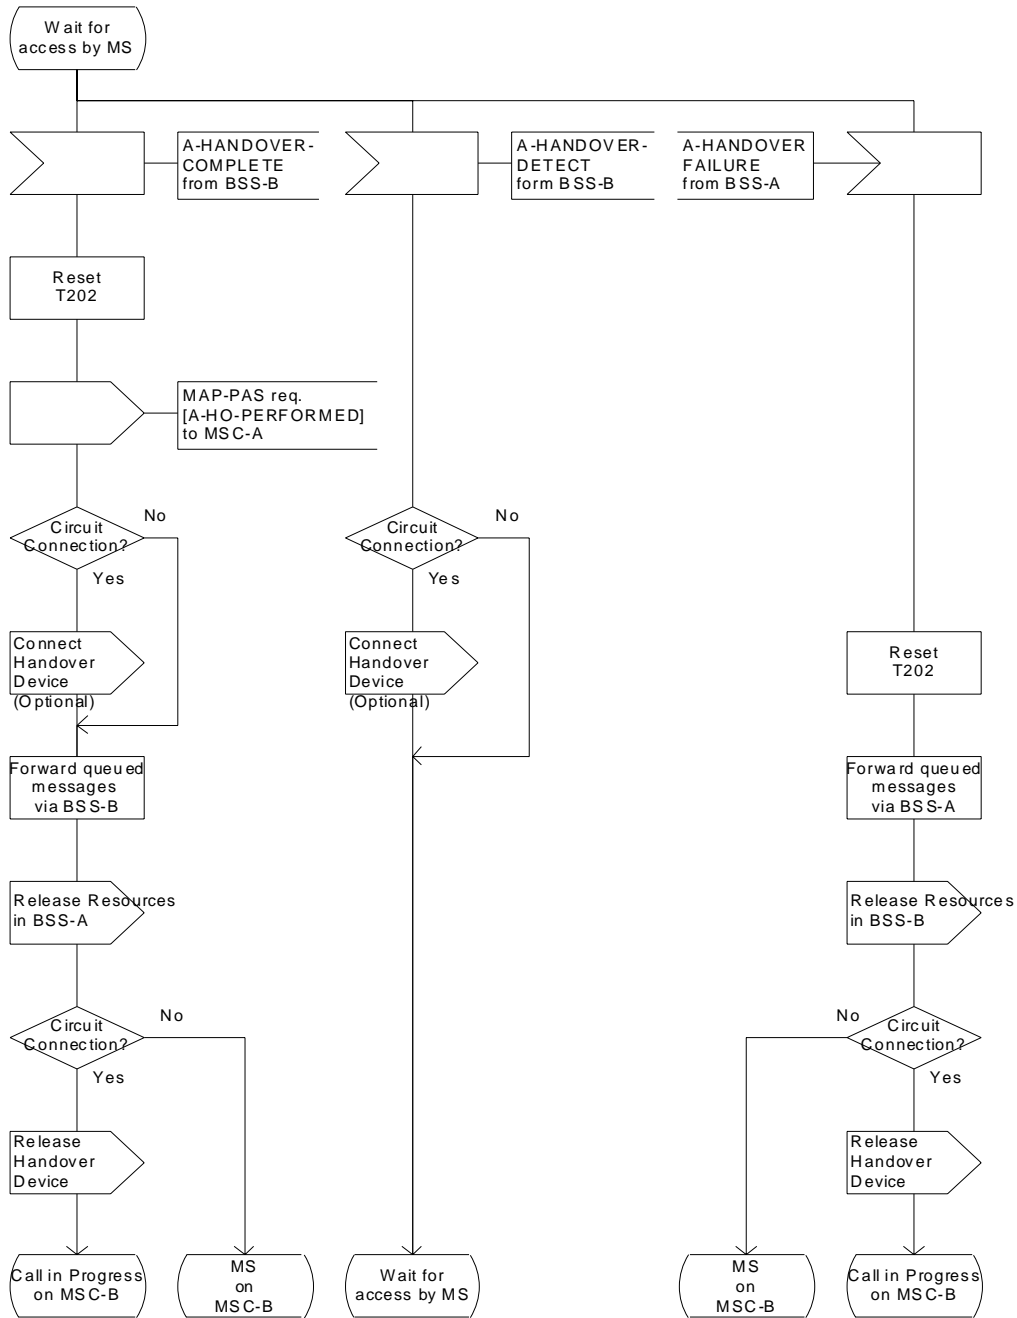 Wait for
access by MS
A-HANDOVER-
COMPLETE
from BSS-B
A-HANDOVER-
DETECT
form BSS-B
A-HANDOVER
FAILURE
from BSS-A
Reset
T202
MAP-PAS req.
[A-HO-PERFORMED]
to MSC-A
Circuit
Connection?
No
Yes
Circuit
Connection?
No
Yes
Connect
Handover
Device
(Optional)
Connect
Handover
Device
(Optional)
Reset
T202
Forward queued
messages
via BSS-B
Forward queued
messages
via BSS-A
Release Resources
in BSS-A
Release Resources
in BSS-B
Circuit
Connection?
No
Yes
No
Circuit
Connection?
Yes
Release
Handover
Device
Release
Handover
Device
Call in Progress
on MSC-B
MS
on
MSC-B
Wait for
access by MS
MS
on
MSC-B
Call in Progress
on MSC-B